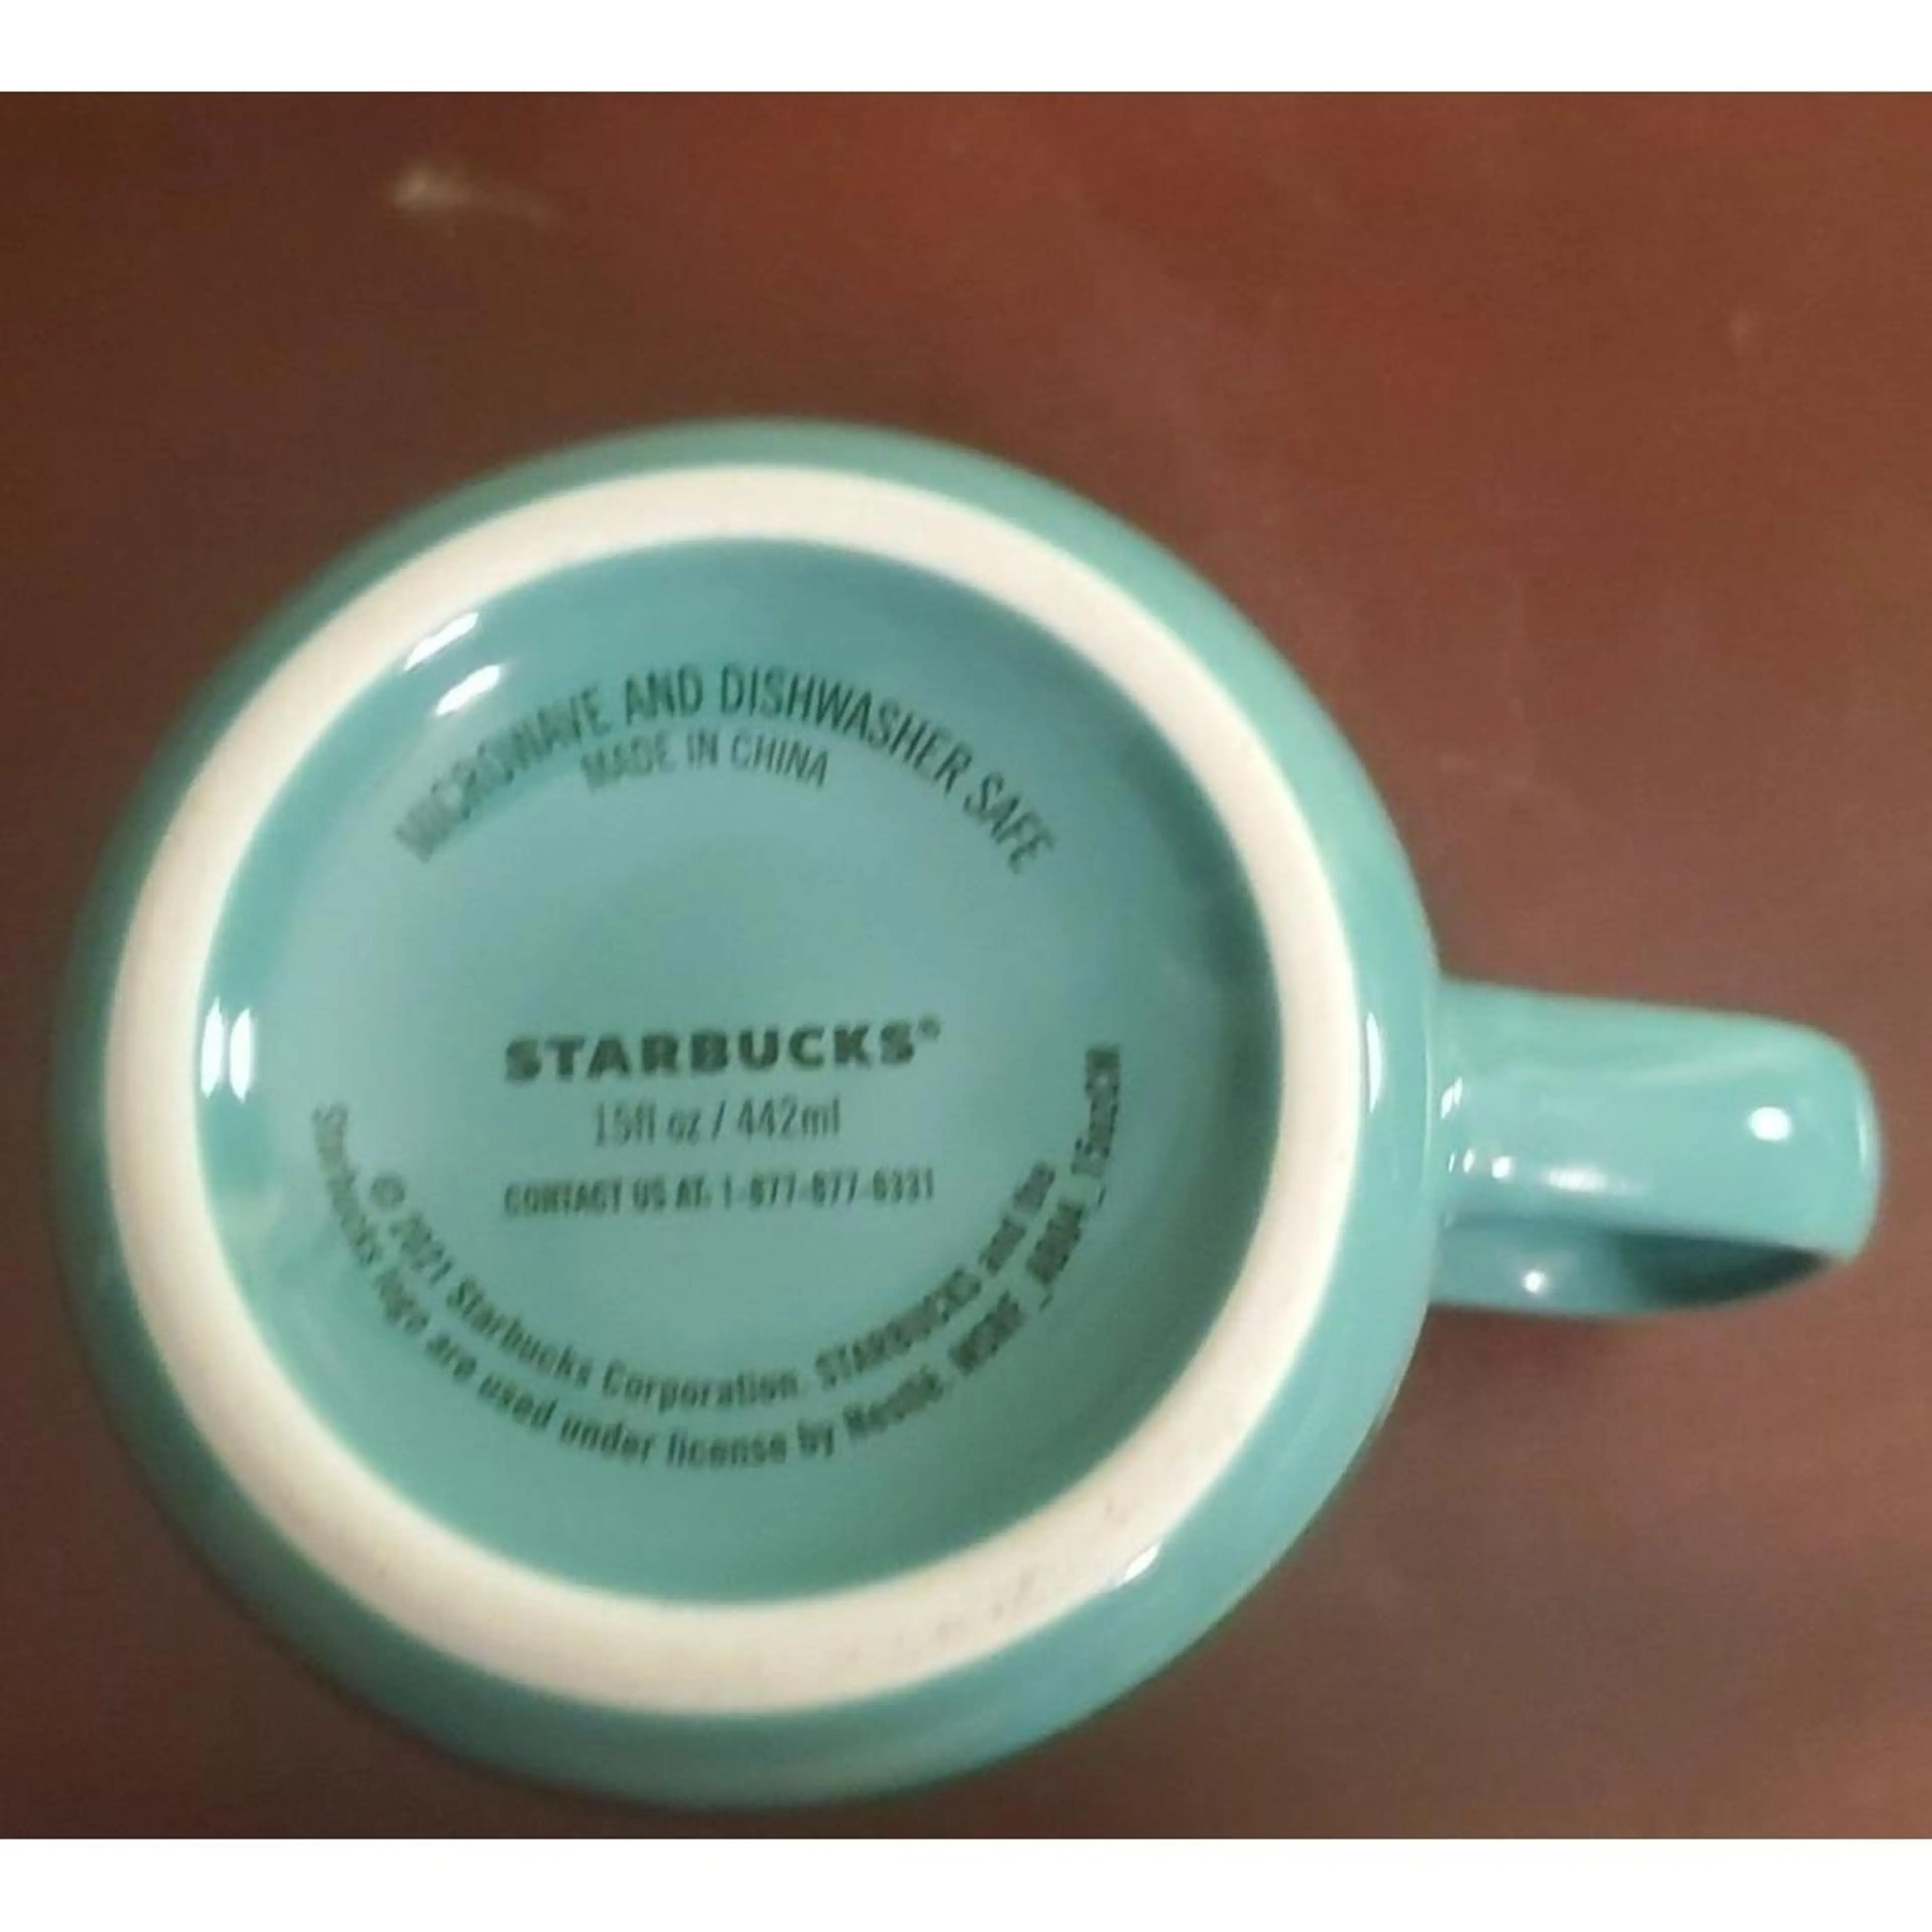 MICROWAVE AND DISHWASHER SAFE
MADE IN CHINA
STARBUCKS®
15fl oz / 442ml
CONTACT US AT: 1-877-877-8331
© 2021 Starbucks Corporation. STARBUCKS and the
Starbucks logo are used under license by Nestlé.